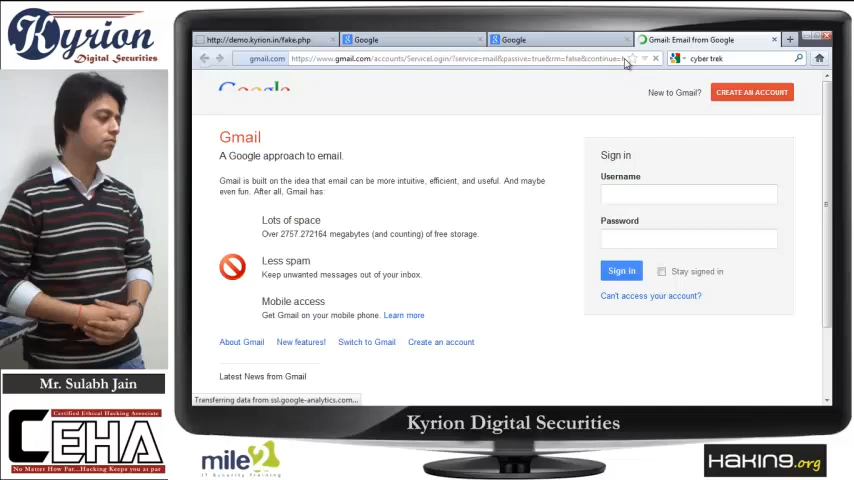 Kyrion
Digital Securities
http://demo.kyrion.in/fake.php
Google
Google
Gmail: Email from Google
gmail.com
https://www.gmail.com/accounts/ServiceLogin/?service=mail&passive=true&rm=false&continue=
cyber trek
Google
New to Gmail?
CREATE AN ACCOUNT
Gmail
A Google approach to email.
Gmail is built on the idea that email can be more intuitive, efficient, and useful. And maybe
even fun. After all, Gmail has:
Lots of space
Over 2757.272164 megabytes (and counting) of free storage.
Less spam
Keep unwanted messages out of your inbox.
Mobile access
Get Gmail on your mobile phone. Learn more
About Gmail
New features!
Switch to Gmail
Create an account
Latest News from Gmail
Transferring data from ssl.google-analytics.com...
Sign in
Username
Password
Sign in
Stay signed in
Can't access your account?
Mr. Sulabh Jain
Certified Ethical Hacking Associate
CEHA
No Matter How Far...Hacking Keeps you at par
Kyrion Digital Securities
mile2
IT Security Training
HAKIN9.org